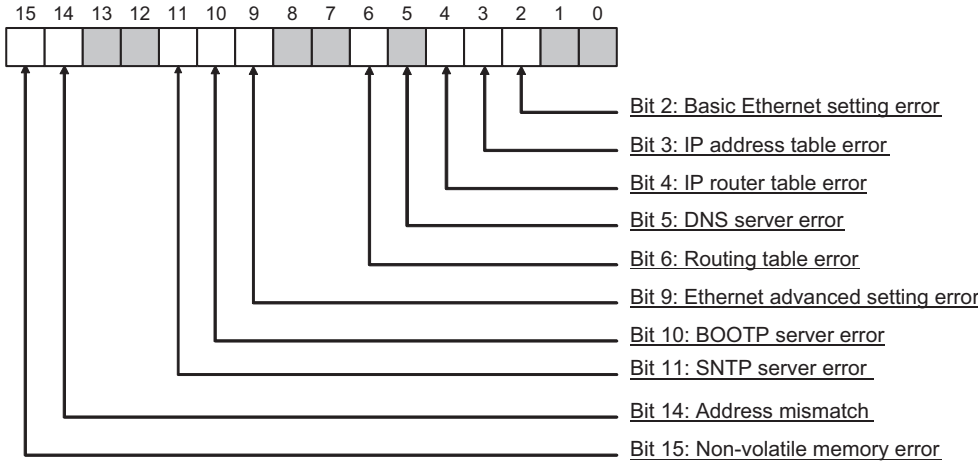 15 14 13 12 11 10 9 8 7 6 5 4 3 2 1 0
Bit 2: Basic Ethernet setting error
Bit 3: IP address table error
Bit 4: IP router table error
Bit 5: DNS server error
Bit 6: Routing table error
Bit 9: Ethernet advanced setting error
Bit 10: BOOTP server error
Bit 11: SNTP server error
Bit 14: Address mismatch
Bit 15: Non-volatile memory error